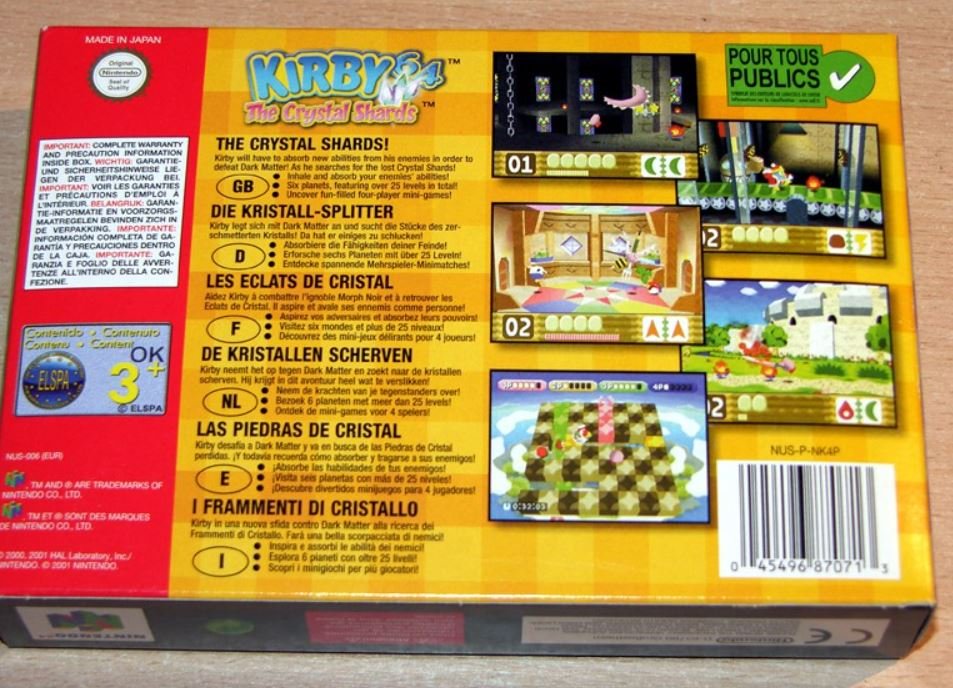 MADE IN JAPAN
Original
Nintendo
Seal of
Quality
IMPORTANT: COMPLETE WARRANTY
AND PRECAUTION INFORMATION
INSIDE BOX. WICHTIG: GARANTIE-
UND SICHERHEITSHINWEISE LIE-
GEN DER VERPACKUNG BEI.
IMPORTANT: VOIR LES GARANTIES
ET PRÉCAUTIONS D'EMPLOI À
L'INTÉRIEUR. BELANGRIJK: GARAN-
TIE-INFORMATIE EN VOORZORGS-
MAATREGELEN BEVINDEN ZICH IN
DE VERPAKKING. IMPORTANTE:
INFORMACIÓN COMPLETA DE GA-
RANTÍA Y PRECAUCIONES DENTRO
DE LA CAJA. IMPORTANTE: GA-
RANZIA E FOGLIO DELLE AVVER-
TENZE ALL'INTERNO DELLA CON-
FEZIONE.
Contenido • Contenuto
Contenu • Content
OK
ELSPA
3+
© ELSPA
NUS-006 (EUR)
, TM AND ® ARE TRADEMARKS OF
NINTENDO CO., LTD.
, TM ET ® SONT DES MARQUES
DE NINTENDO CO., LTD.
© 2000, 2001 HAL Laboratory, Inc./
NINTENDO. © 2001 NINTENDO.
KIRBY 64™
The Crystal Shards™
THE CRYSTAL SHARDS!
Kirby will have to absorb new abilities from his enemies in order to
defeat Dark Matter! As he searches for the lost Crystal Shards!
GB
• Inhale and absorb your enemies' abilities!
• Six planets, featuring over 25 levels in total!
• Uncover fun-filled four-player mini-games!
DIE KRISTALL-SPLITTER
Kirby legt sich mit Dark Matter an und sucht die Stücke des zer-
schmetterten Kristalls! Da hat er einiges zu schlucken!
D
• Absorbiere die Fähigkeiten deiner Feinde!
• Erforsche sechs Planeten mit über 25 Leveln!
• Entdecke spannende Mehrspieler-Minimatches!
LES ECLATS DE CRISTAL
Aidez Kirby à combattre l'ignoble Morph Noir et à retrouver les
Eclats de Cristal. Il aspire et avale ses ennemis comme personne!
F
• Aspirez vos adversaires et absorbez leurs pouvoirs!
• Visitez six mondes et plus de 25 niveaux!
• Découvrez des mini-jeux délirants pour 4 joueurs!
DE KRISTALLEN SCHERVEN
Kirby neemt het op tegen Dark Matter en zoekt naar de kristallen
scherven. Hij krijgt in dit avontuur heel wat te verslikken!
NL
• Neem de krachten van je tegenstanders over!
• Bezoek 6 planeten met meer dan 25 levels!
• Ontdek de mini-games voor 4 spelers!
LAS PIEDRAS DE CRISTAL
Kirby desafía a Dark Matter y va en busca de las Piedras de Cristal
perdidas. ¡Y todavía recuerda cómo absorber y tragarse a sus enemigos!
E
• ¡Absorbe las habilidades de tus enemigos!
• ¡Visita seis planetas con más de 25 niveles!
• ¡Descubre divertidos minijuegos para 4 jugadores!
I FRAMMENTI DI CRISTALLO
Kirby in una nuova sfida contro Dark Matter alla ricerca dei
Frammenti di Cristallo. Farà una bella scorpacciata di nemici!
I
• Inspira e assorbi le abilità dei nemici!
• Esplora 6 pianeti con oltre 25 livelli!
• Scopri i minigiochi per più giocatori!
POUR TOUS
PUBLICS
01
02
02
02
4P
0:32:03
NUS-P-NK4P
0 45496 87071 3
NINTENDO
Nintendo
CE